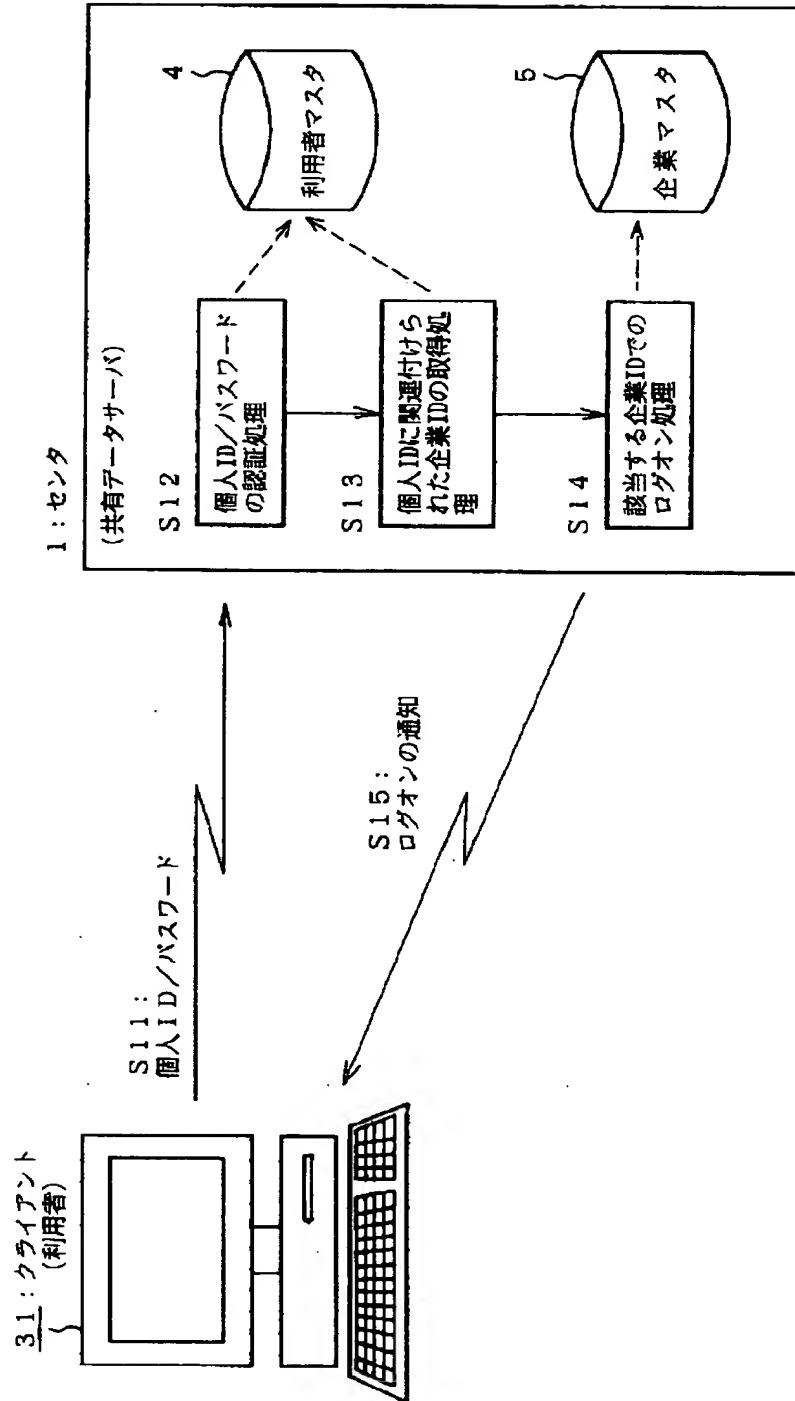 31:クライアント
(利用者)
S11:
個人ID/パスワード
S15:
ログオンの通知
1:センタ
(共有データサーバ)
S12
個人ID/パスワード
の認証処理
S13
個人IDに関連付けら
れた企業IDの取得処
理
S14
該当する企業IDでの
ログオン処理
4
利用者マスタ
5
企業マスタ